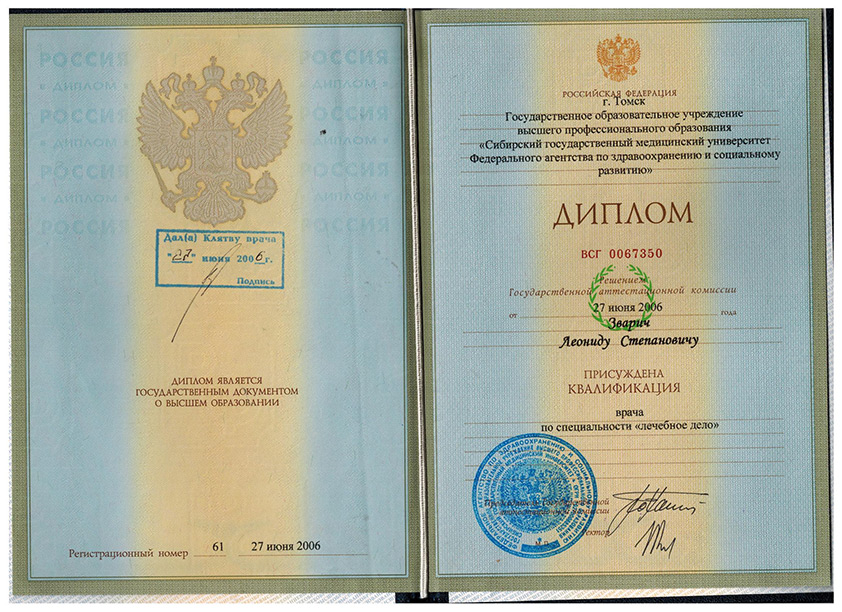 РОССИЯ РОССИЯ
• ДИПЛОМ • • ДИПЛОМ •
РОССИЯ РОССИЯ
• ДИПЛОМ • • ДИПЛОМ •
РОССИЯ РОССИЯ
• ДИПЛОМ • • ДИПЛОМ •
РОССИЯ РОССИЯ
Дал(а) Клятву врача
"27" июня 2006г.
Подпись
ДИПЛОМ ЯВЛЯЕТСЯ
ГОСУДАРСТВЕННЫМ ДОКУМЕНТОМ
О ВЫСШЕМ ОБРАЗОВАНИИ
Регистрационный номер 61 27 июня 2006
РОССИЙСКАЯ ФЕДЕРАЦИЯ
г. Томск
Государственное образовательное учреждение
высшего профессионального образования
«Сибирский государственный медицинский университет
Федерального агентства по здравоохранению и социальному
развитию»
ДИПЛОМ
ВСГ 0067350
Решением
Государственной аттестационной комиссии
от 27 июня 2006 года
Зварич
Леониду Степановичу
ПРИСУЖДЕНА
КВАЛИФИКАЦИЯ
врача
по специальности «лечебное дело»
Председатель Государственной
аттестационной комиссии
Ректор